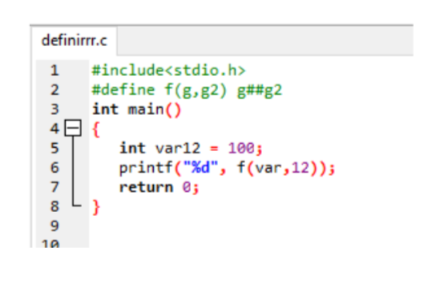 definirrr.c
1 #include<stdio.h>
2 #define f(g,g2) g##g2
3 int main()
4 {
5 int var12 = 100;
6 printf("%d", f(var,12));
7 return 0;
8 }
9
10